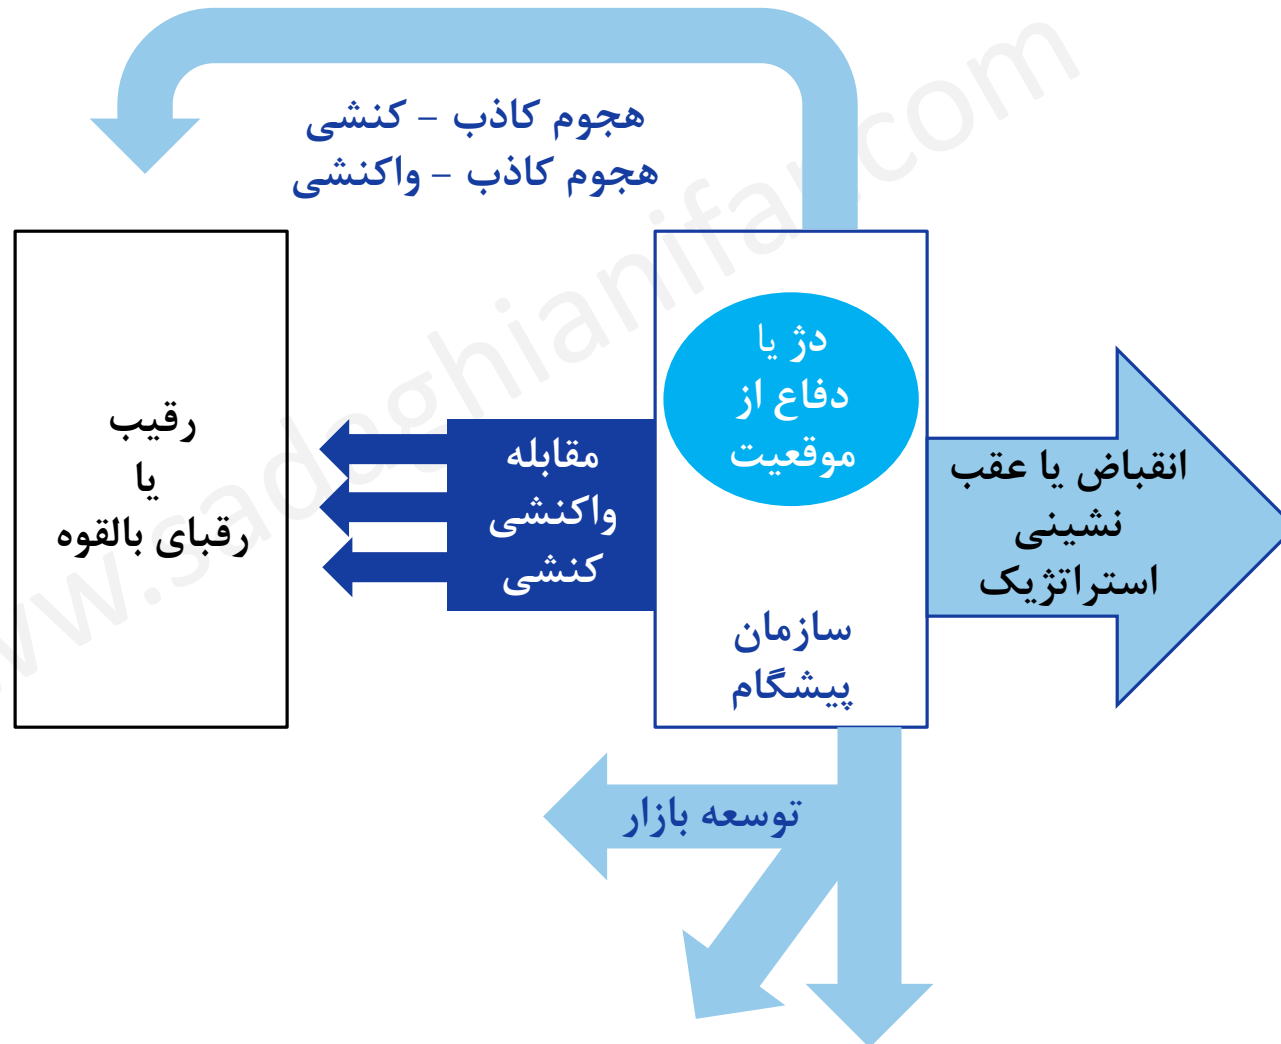 هجوم کاذب – کنشی
هجوم کاذب – واکنشی
دژ یا
دفاع از
موقعیت
سازمان
پیشگام
انقباض یا عقب
نشینی
استراتژیک
مقابله
واکنشی
کنشی
رقیب
یا
رقبای بالقوه
توسعه بازار
www.sadeghianifar.com